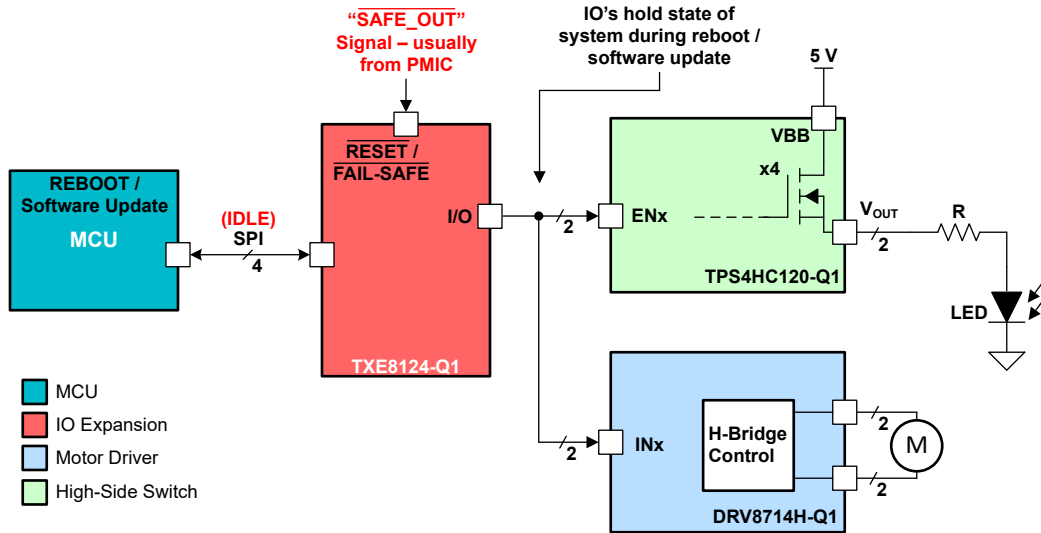 “SAFE_OUT”
Signal – usually
from PMIC
IO’s hold state of
system during reboot /
software update
5 V
VBB
RESET /
FAIL-SAFE
x4
REBOOT /
Software Update
MCU
(IDLE)
SPI
4
I/O
2
ENx
VOUT
2
R
TPS4HC120-Q1
LED
TXE8124-Q1
MCU
IO Expansion
Motor Driver
High-Side Switch
2
INx
H-Bridge
Control
2
M
2
DRV8714H-Q1